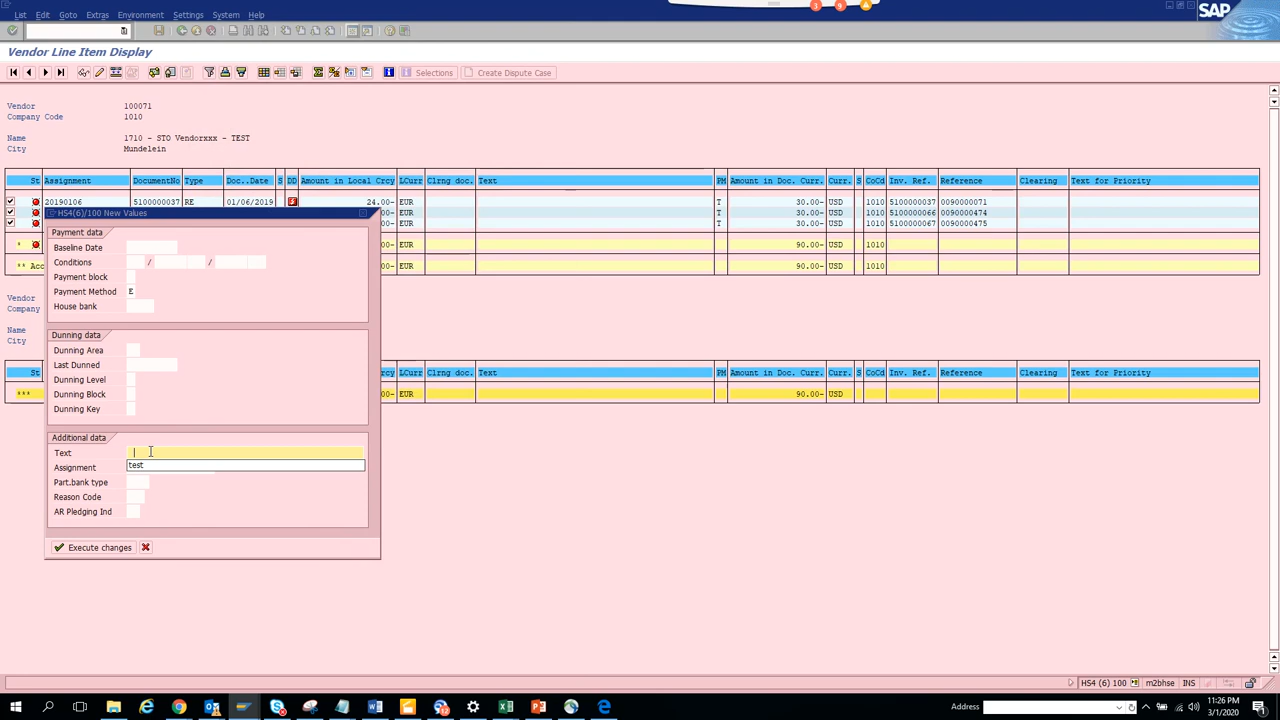 List Edit Goto Extras Environment Settings System Help
SAP
3 9
Vendor Line Item Display
Selections Create Dispute Case
Vendor 100071
Company Code 1010
Name 1710 - STO Vendorxxx - TEST
City Mundelein
St Assignment DocumentNo Type Doc..Date S DD Amount in Local Crcy LCurr Clrng doc. Text PM Amount in Doc. Curr. Curr. S CoCd Inv. Ref. Reference Clearing Text for Priority
20190106 5100000037 RE 01/06/2019 24.00- EUR T 30.00- USD 1010 5100000037 0090000071
EUR T 30.00- USD 1010 5100000066 0090000474
EUR T 30.00- USD 1010 5100000067 0090000475
* 0- EUR 90.00- USD 1010
** Acc 0- EUR 90.00- USD 1010
HS4(6)/100 New Values
Payment data
Baseline Date
Conditions / /
Payment block
Payment Method E
House bank
Dunning data
Dunning Area
Last Dunned
Dunning Level
Dunning Block
Dunning Key
Additional data
Text
test
Assignment
Part.bank type
Reason Code
AR Pledging Ind
Execute changes
Vendor
Company
Name
City
St rcy LCurr Clrng doc. Text PM Amount in Doc. Curr. Curr. S CoCd Inv. Ref. Reference Clearing Text for Priority
*** 0- EUR 90.00- USD
HS4 (6) 100 m2bhse INS
Address 11:26 PM
3/1/2020